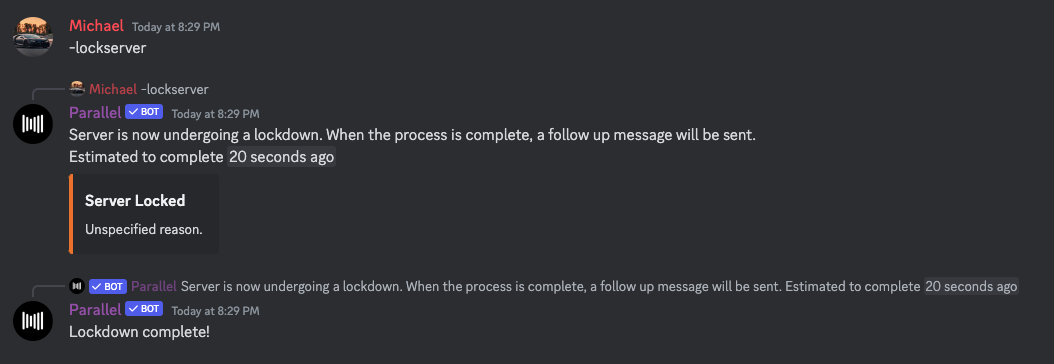 Michael Today at 8:29 PM
-lockserver
Michael -lockserver
Parallel BOT Today at 8:29 PM
Server is now undergoing a lockdown. When the process is complete, a follow up message will be sent.
Estimated to complete 20 seconds ago
Server Locked
Unspecified reason.
BOT Parallel Server is now undergoing a lockdown. When the process is complete, a follow up message will be sent. Estimated to complete 20 seconds ago
Parallel BOT Today at 8:29 PM
Lockdown complete!